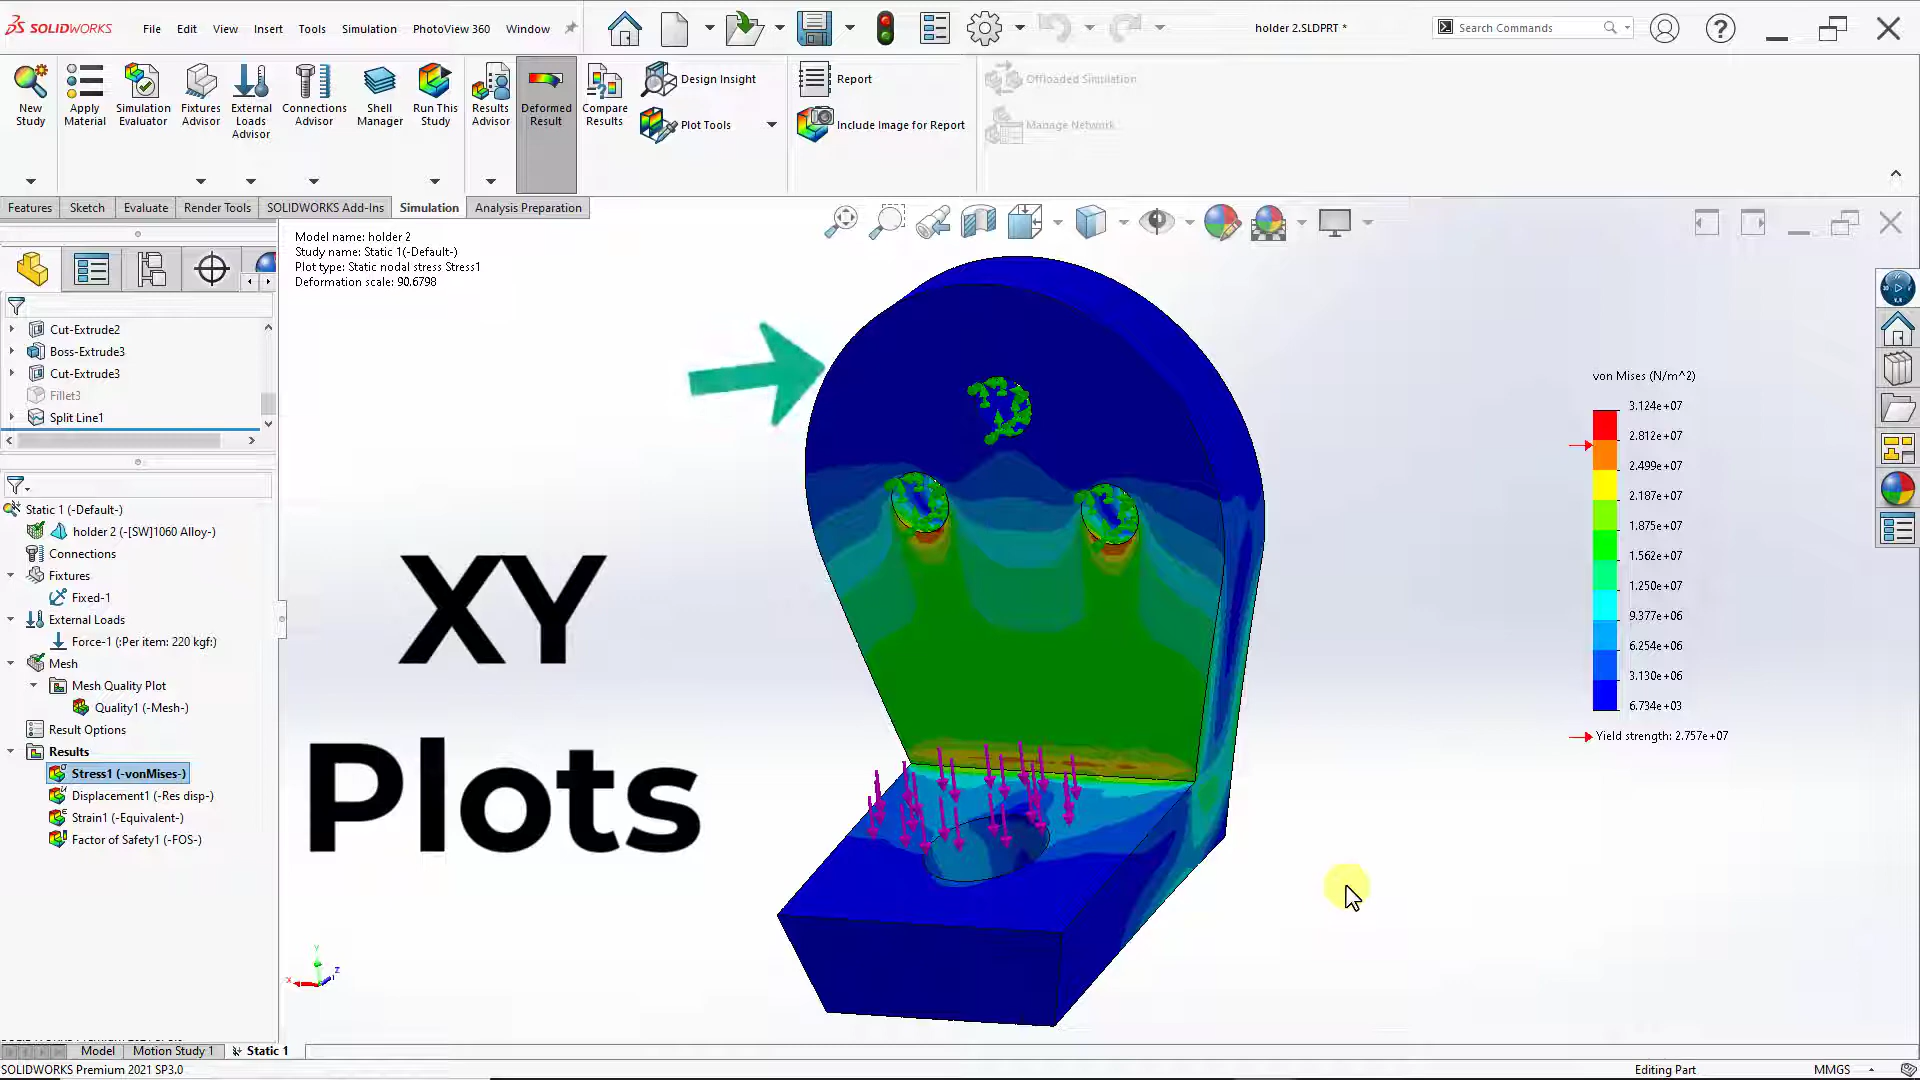 SOLIDWORKS
File Edit View Insert Tools Simulation PhotoView 360 Window
holder 2.SLDPRT *
Search Commands
New Study
Apply Material
Simulation Evaluator
Fixtures Advisor
External Loads Advisor
Connections Advisor
Shell Manager
Run This Study
Results Advisor
Deformed Result
Compare Results
Design Insight
Plot Tools
Report
Include Image for Report
Offloaded Simulation
Manage Network
Features Sketch Evaluate Render Tools SOLIDWORKS Add-Ins Simulation Analysis Preparation
Model name: holder 2
Study name: Static 1(-Default-)
Plot type: Static nodal stress Stress1
Deformation scale: 90.6798
Cut-Extrude2
Boss-Extrude3
Cut-Extrude3
Fillet3
Split Line1
Static 1 (-Default-)
holder 2 (-[SW]1060 Alloy-)
Connections
Fixtures
Fixed-1
External Loads
Force-1 (:Per item: 220 kgf:)
Mesh
Mesh Quality Plot
Quality1 (-Mesh-)
Result Options
Results
Stress1 (-vonMises-)
Displacement1 (-Res disp-)
Strain1 (-Equivalent-)
Factor of Safety1 (-FOS-)
XY
Plots
von Mises (N/m^2)
3.124e+07
2.812e+07
2.499e+07
2.187e+07
1.875e+07
1.562e+07
1.250e+07
9.377e+06
6.254e+06
3.130e+06
6.734e+03
Yield strength: 2.757e+07
Y
X
Z
Model Motion Study 1 Static 1
SOLIDWORKS Premium 2021 SP3.0
Editing Part
MMGS